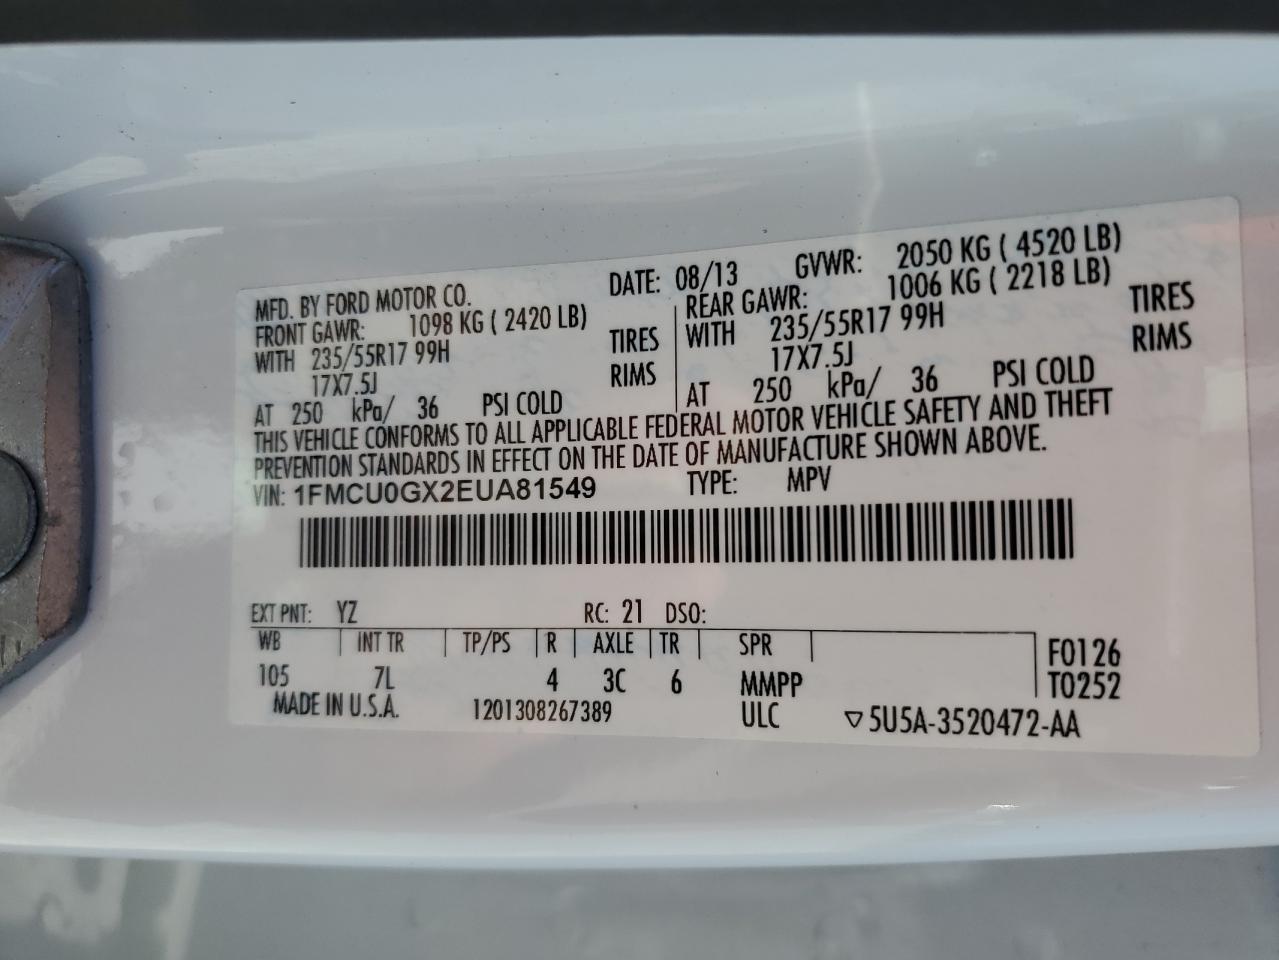 MFD. BY FORD MOTOR CO. DATE: 08/13 GVWR: 2050 KG ( 4520 LB)
FRONT GAWR: 1098 KG ( 2420 LB) REAR GAWR: 1006 KG ( 2218 LB)
WITH 235/55R17 99H TIRES WITH 235/55R17 99H TIRES
17X7.5J RIMS 17X7.5J RIMS
AT 250 kPa/ 36 PSI COLD AT 250 kPa/ 36 PSI COLD
THIS VEHICLE CONFORMS TO ALL APPLICABLE FEDERAL MOTOR VEHICLE SAFETY AND THEFT
PREVENTION STANDARDS IN EFFECT ON THE DATE OF MANUFACTURE SHOWN ABOVE.
VIN: 1FMCU0GX2EUA81549 TYPE: MPV
EXT PNT: YZ RC: 21 DSO:
WB INT TR TP/PS R AXLE TR SPR F0126
105 7L 4 3C 6 MMPP T0252
MADE IN U.S.A. 1201308267389 ULC ▽5U5A-3520472-AA